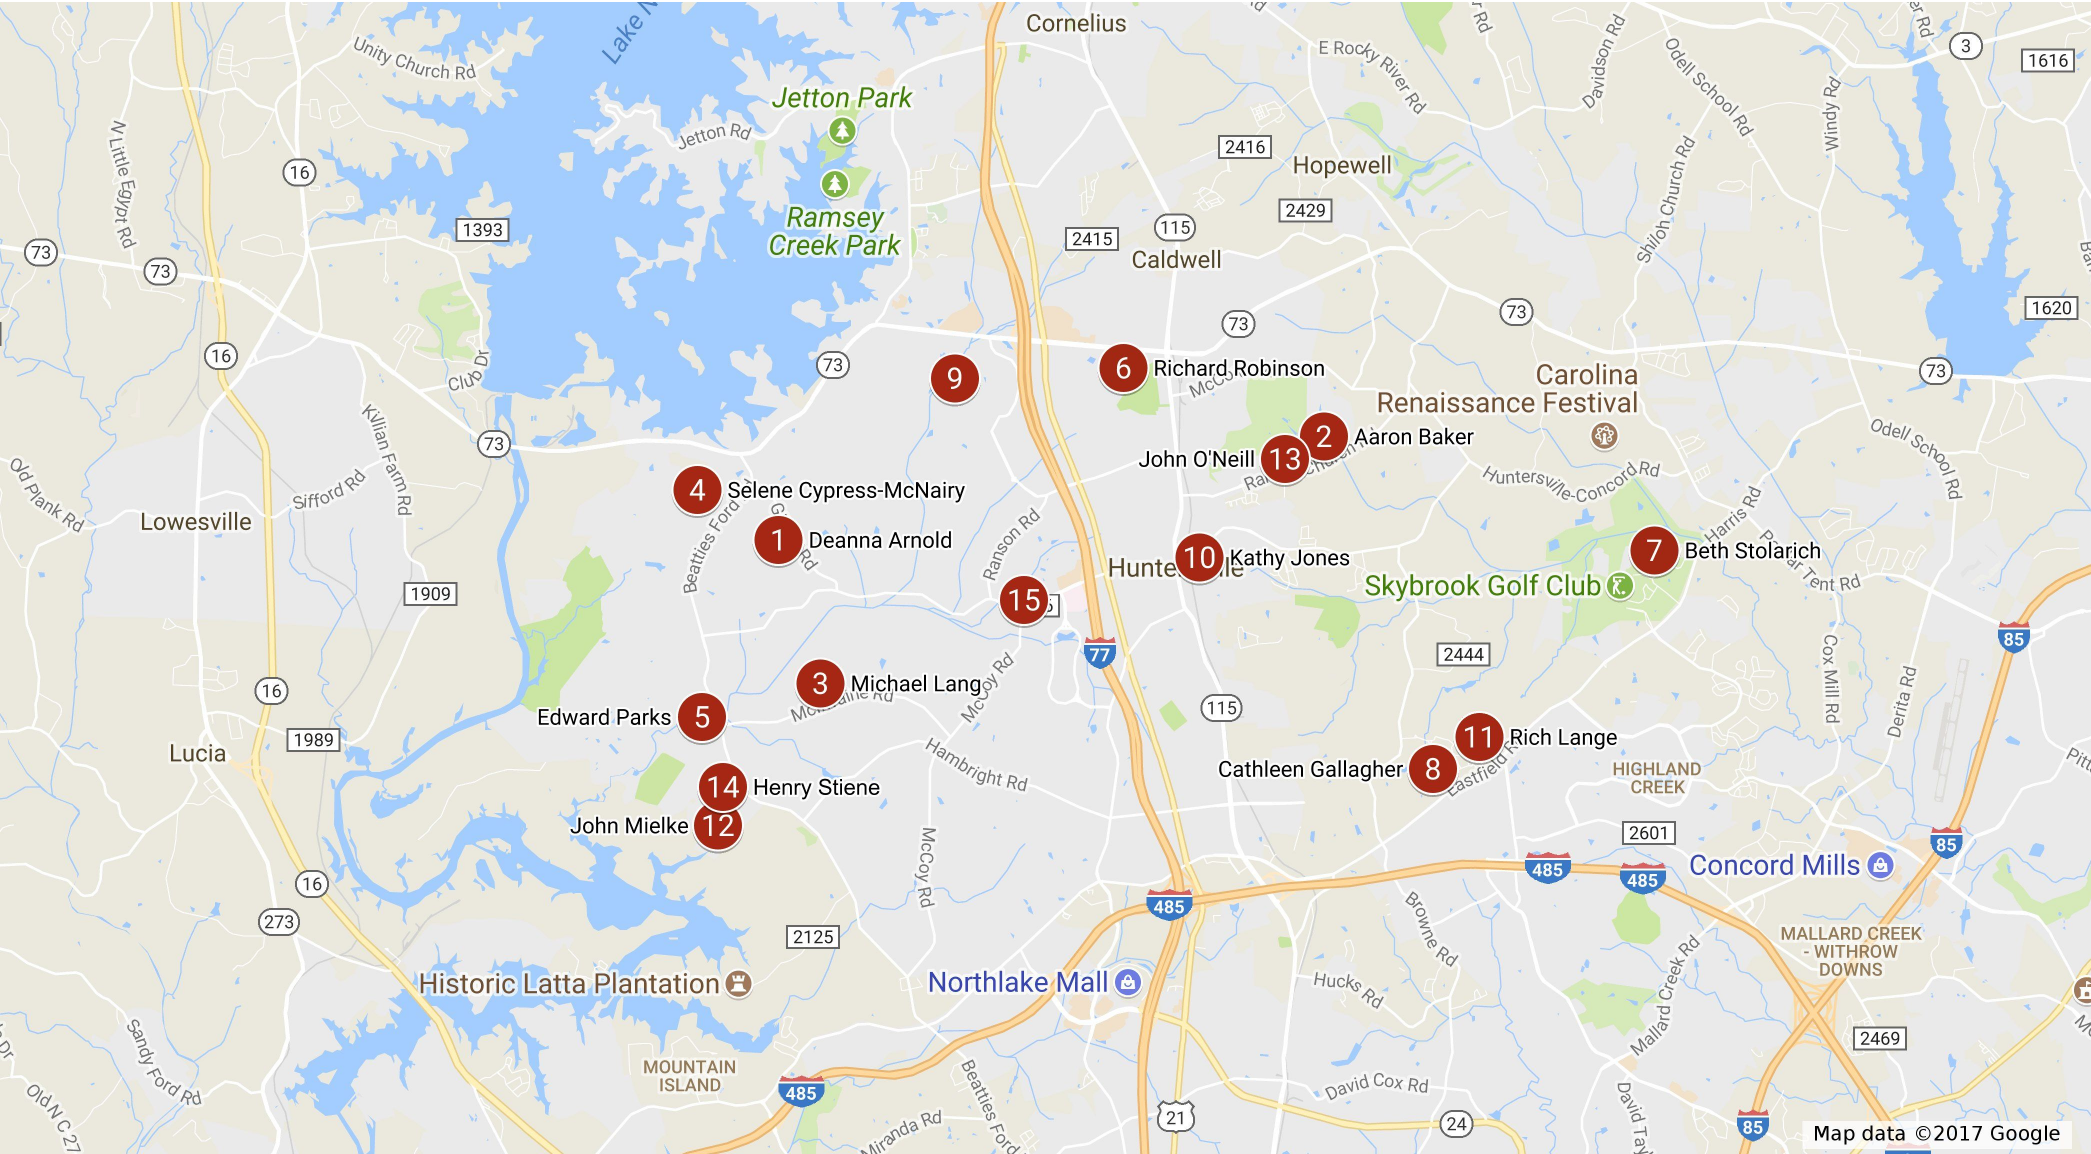 Cornelius
Lake N
Unity Church Rd
E Rocky River Rd
Davidson Rd
Odell School Rd
3
1616
Jetton Park
Jetton Rd
N Little Egypt Rd
16
2416
Hopewell
Windy Rd
Shiloh Church Rd
Ramsey
Creek Park
1393
2429
115
2415
Caldwell
73
73
1620
73
73
16
73
73
Club Dr
9
6 Richard Robinson
Carolina
Renaissance Festival
Kilian Farm Rd
73
2 Aaron Baker
John O'Neill 13
Odell School Rd
Huntersville-Concord Rd
Old Plank Rd
Sifford Rd
4 Selene Cypress-McNairy
Beatties Ford
Lowesville
Harris Rd
1 Deanna Arnold
Rd
Ranson Rd
10 Kathy Jones
7 Beth Stolarich
Poplar Tent Rd
Skybrook Golf Club
1909
15
77
2444
85
Cox Mill Rd
Derita Rd
16
3 Michael Lang
McCoy Rd
Edward Parks 5
115
1989
Lucia
11 Rich Lange
Cathleen Gallagher 8
Eastfield R
Hambright Rd
HIGHLAND
CREEK
14 Henry Stiene
John Mielke 12
2601
85
McCoy Rd
Concord Mills
485
485
16
485
273
Browne Rd
2125
MALLARD CREEK
- WITHROW
DOWNS
Mallard Creek Rd
Historic Latta Plantation
Northlake Mall
Hucks Rd
2469
MOUNTAIN
ISLAND
Sandy Ford Rd
485
Beatties Ford
David Cox Rd
Old N C 27
Miranda Rd
21
24
David Tay
85
Map data ©2017 Google